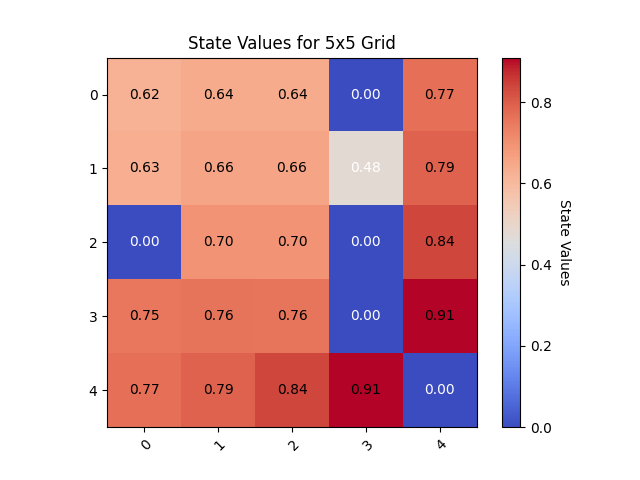 State Values for 5x5 Grid
0 0.62 0.64 0.64 0.00 0.77
1 0.63 0.66 0.66 0.48 0.79
2 0.00 0.70 0.70 0.00 0.84
3 0.75 0.76 0.76 0.00 0.91
4 0.77 0.79 0.84 0.91 0.00
0 1 2 3 4
0.8
0.6
0.4
0.2
0.0
State Values